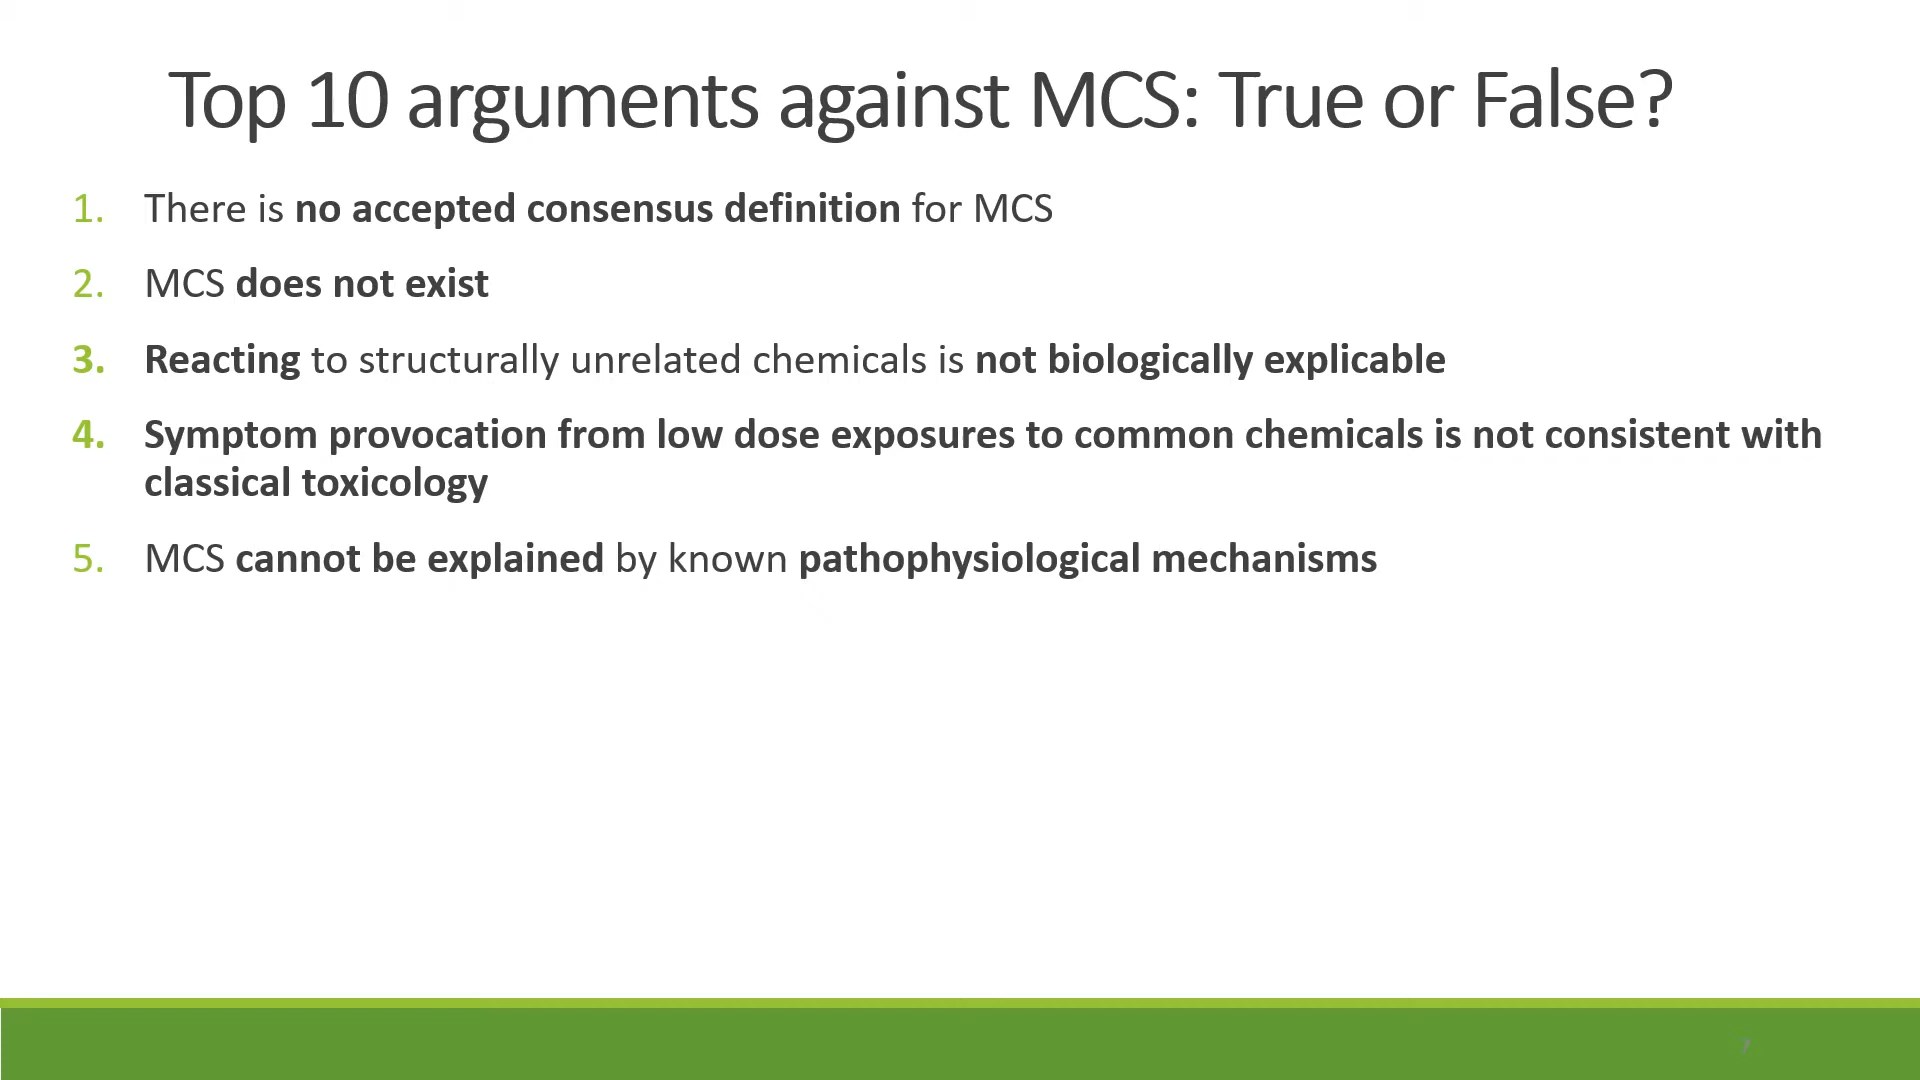 Top 10 arguments against MCS: True or False?
1. There is no accepted consensus definition for MCS
2. MCS does not exist
3. Reacting to structurally unrelated chemicals is not biologically explicable
4. Symptom provocation from low dose exposures to common chemicals is not consistent with
classical toxicology
5. MCS cannot be explained by known pathophysiological mechanisms
7